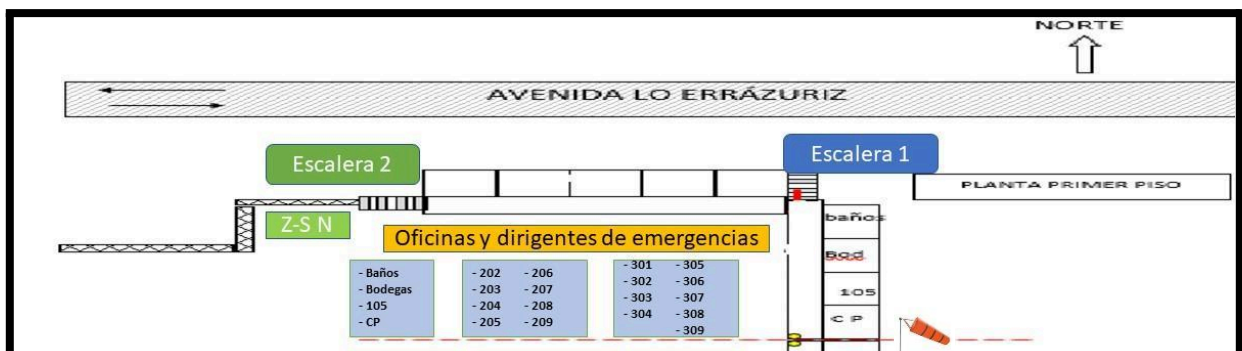 NORTE
AVENIDA LO ERRÁZURIZ
Escalera 2
Escalera 1
PLANTA PRIMER PISO
Z-S N
Oficinas y dirigentes de emergencias
- Baños
- Bodegas
- 105
- CP
- 202
- 203
- 204
- 205
- 206
- 207
- 208
- 209
- 301
- 302
- 303
- 304
- 305
- 306
- 307
- 308
- 309
baños
Bod
105
C P